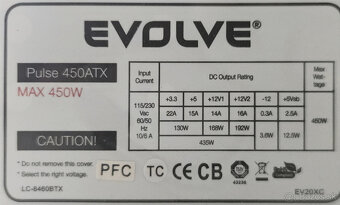 EVOLVE®
Pulse 450ATX
MAX 450W
Input Current DC Output Rating Max Wattage
+3.3 +5 +12V1 +12V2 -12 +5Vsb
115/230 Vac 60/50 Hz 10/6 A 22A 15A 14A 16A 0.3A 2.5A 450W
130W 168W 192W 3.6W 12.5W
435W
CAUTION!
* Do not remove this cover.
* Select the right voltage.
LC-8460BTX
PFC TC CB CE
EV20XC